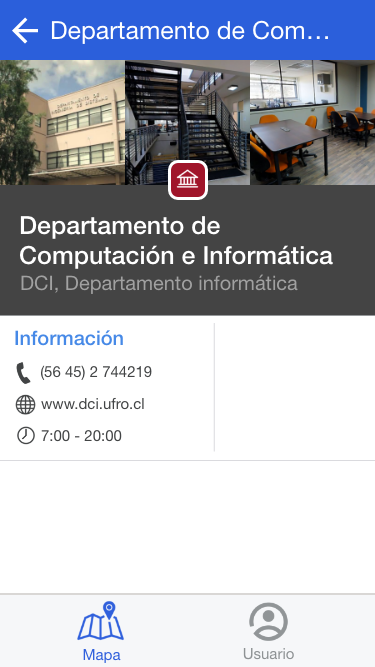 Departamento de Com...
Departamento de
Computación e Informática
DCI, Departamento informática
Información
(56 45) 2 744219
www.dci.ufro.cl
7:00 - 20:00
Mapa
Usuario